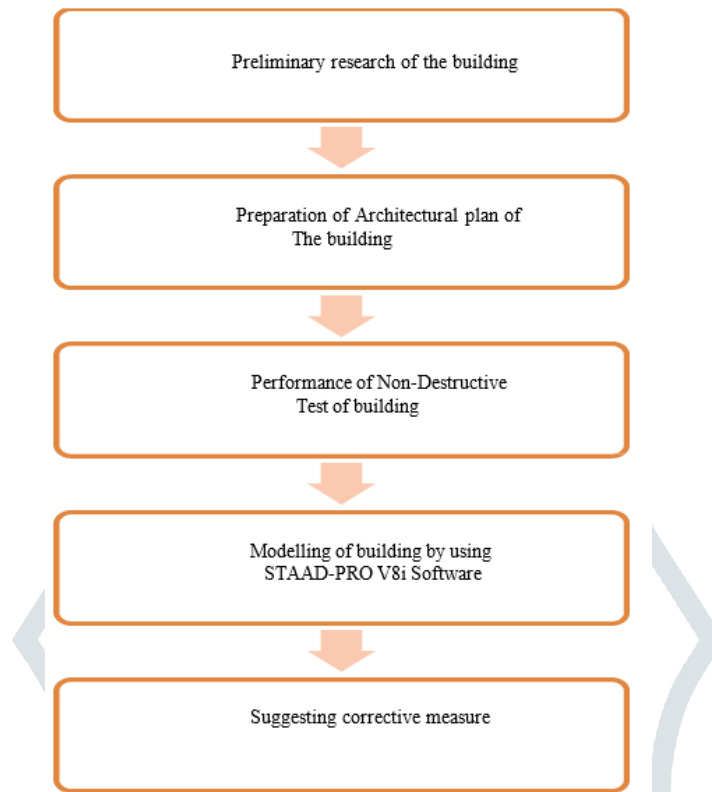 Preliminary research of the building
Preparation of Architectural plan of
The building
Performance of Non-Destructive
Test of building
Modelling of building by using
STAAD-PRO V8i Software
Suggesting corrective measure